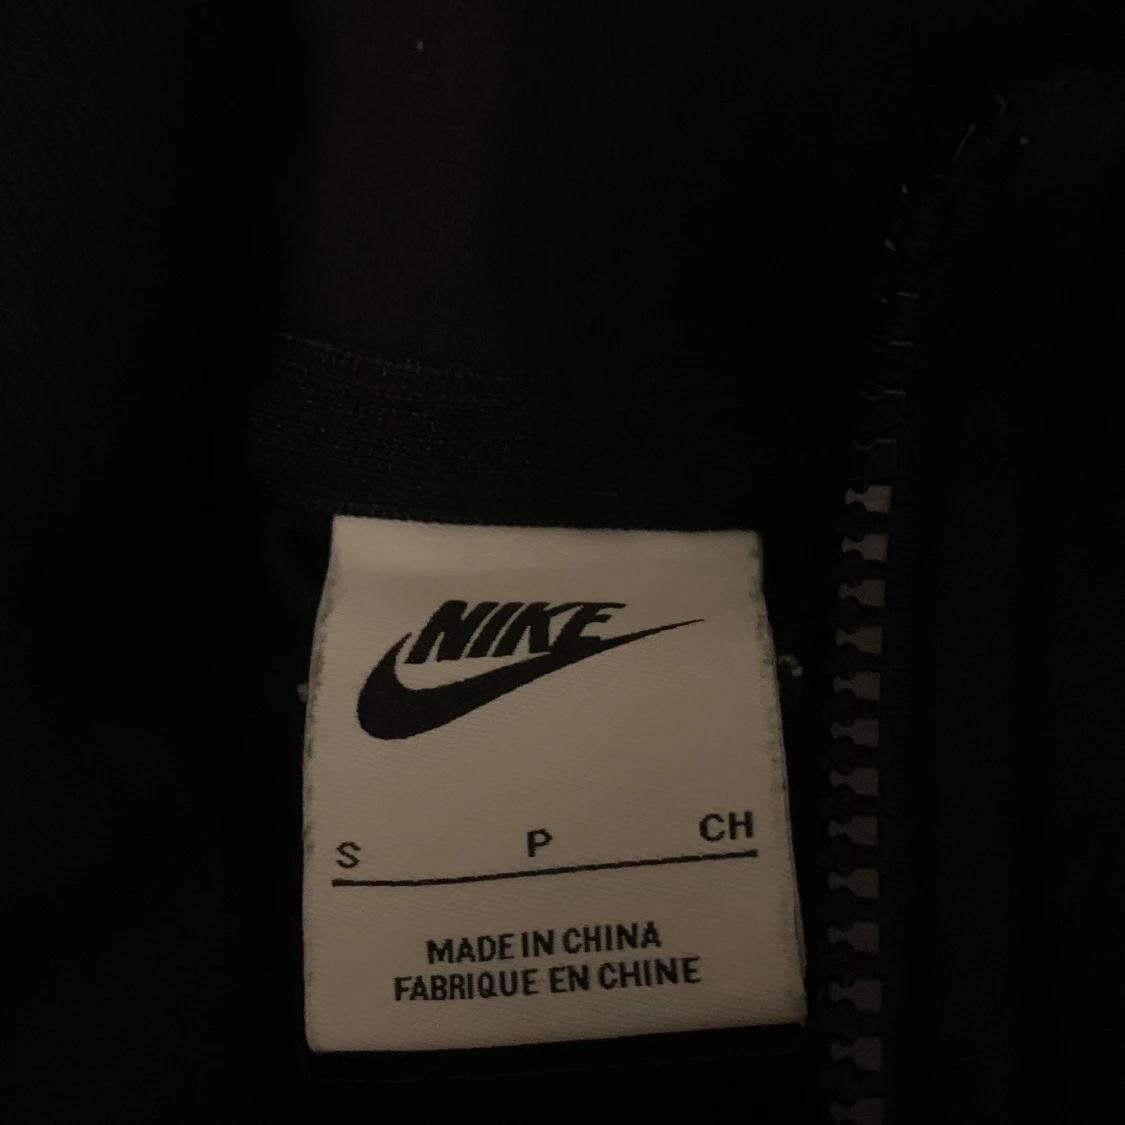 NIKE
S P CH
MADE IN CHINA
FABRIQUE EN CHINE